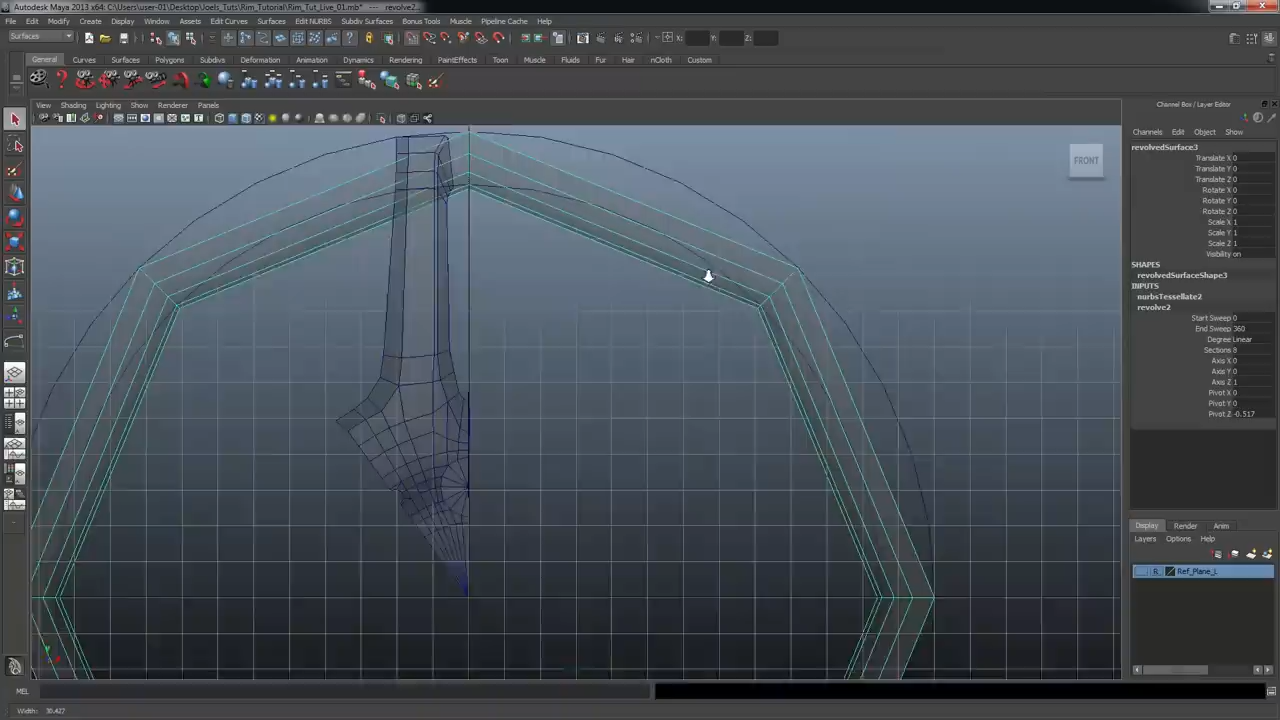 Autodesk Maya 2013 x64: C:\Users\user-01\Desktop\Joels_Tuts\Rim_Tutorial\Rim_Tut_Live_01.mb* --- revolve2...
File Edit Modify Create Display Window Assets Edit Curves Surfaces Edit NURBS Subdiv Surfaces Bonus Tools Muscle Pipeline Cache Help
Surfaces X: Y: Z:
General Curves Surfaces Polygons Subdivs Deformation Animation Dynamics Rendering PaintEffects Toon Muscle Fluids Fur Hair nCloth Custom
View Shading Lighting Show Renderer Panels
Channel Box / Layer Editor
Channels Edit Object Show
FRONT
revolvedSurface3
Translate X 0
Translate Y 0
Translate Z 0
Rotate X 0
Rotate Y 0
Rotate Z 0
Scale X 1
Scale Y 1
Scale Z 1
Visibility on
SHAPES
revolvedSurfaceShape3
INPUTS
nurbsTessellate2
revolve2
Start Sweep 0
End Sweep 360
Degree Linear
Sections 8
Axis X 0
Axis Y 0
Axis Z 1
Pivot X 0
Pivot Y 0
Pivot Z -0.517
Display Render Anim
Layers Options Help
R Ref_Plane_L
MEL
Width: 30.427